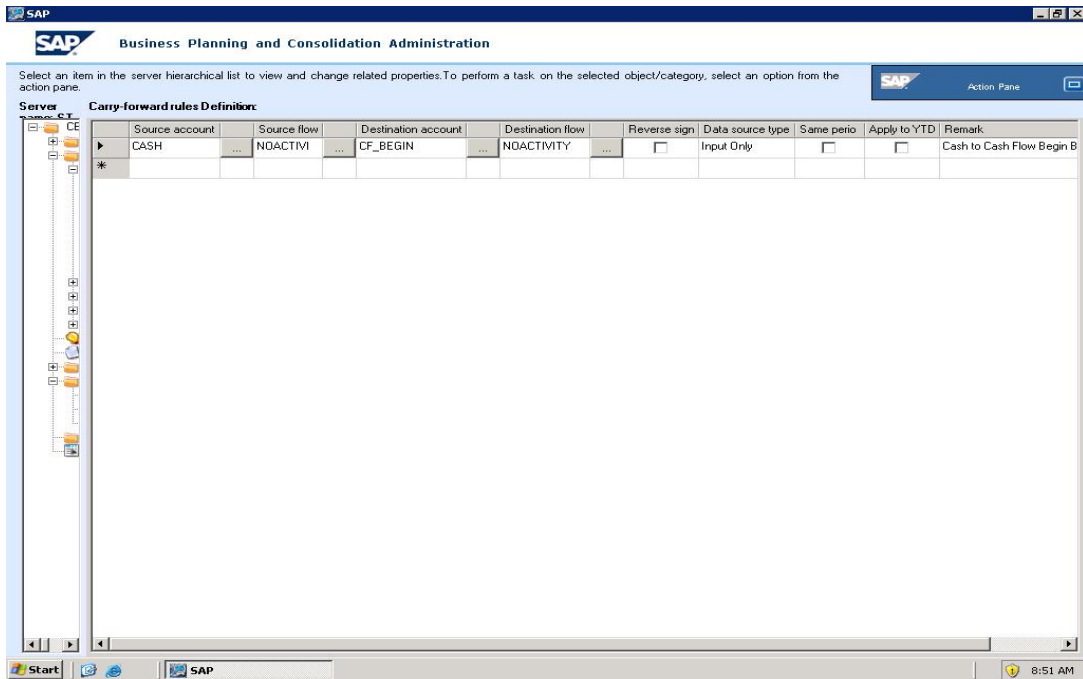 SAP
SAP Business Planning and Consolidation Administration
Select an item in the server hierarchical list to view and change related properties.To perform a task on the selected object/category, select an option from the
action pane.
SAP Action Pane
Server Carry-forward rules Definition:
CE
Source account Source flow Destination account Destination flow Reverse sign Data source type Same perio Apply to YTD Remark
CASH ... NOACTIVI ... CF_BEGIN ... NOACTIVITY ... Input Only Cash to Cash Flow Begin B
*
Start SAP 8:51 AM